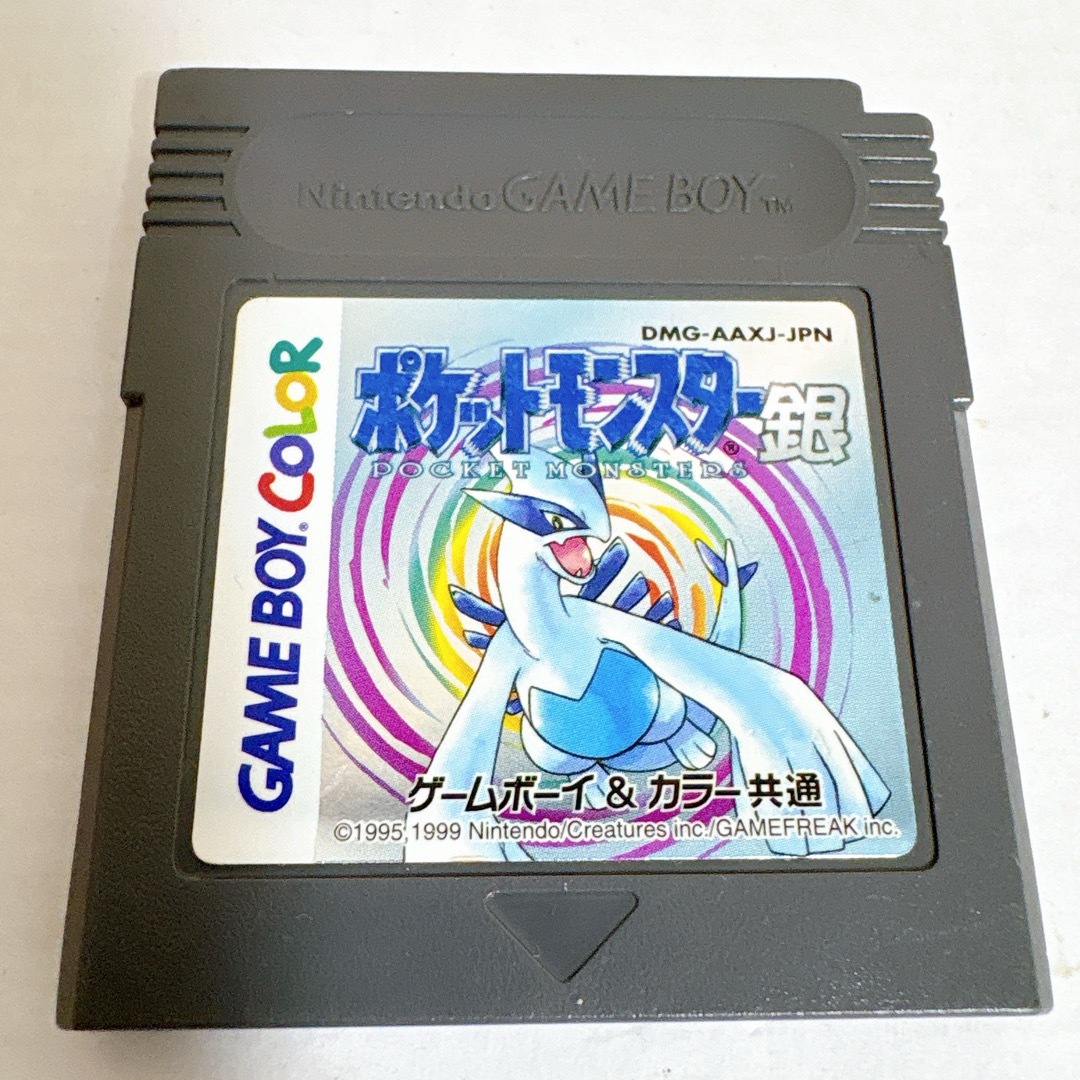 Nintendo GAME BOY™
DMG-AAXJ-JPN
ポケットモンスター®銀
POCKET MONSTERS
GAME BOY® COLOR
ゲームボーイ & カラー共通
©1995,1999 Nintendo/Creatures inc./GAMEFREAK inc.